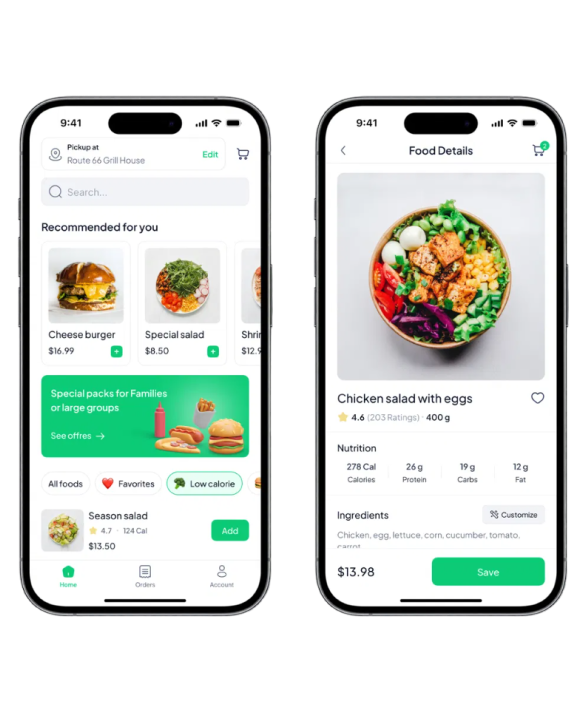 9:41
Pickup at
Route 66 Grill House
Edit
Search...
Recommended for you
Cheese burger
$16.99
Special salad
$8.50
Shrin
$12.9
Special packs for Families
or large groups
See offres →
All foods
Favorites
Low calorie
Season salad
4.7 · 124 Cal
$13.50
Add
Home
Orders
Account
9:41
Food Details
2
Chicken salad with eggs
4.6 (203 Ratings) · 400 g
Nutrition
278 Cal
26 g
19 g
12 g
Calories
Protein
Carbs
Fat
Ingredients
Customize
Chicken, egg, lettuce, corn, cucumber, tomato,
carrot
$13.98
Save